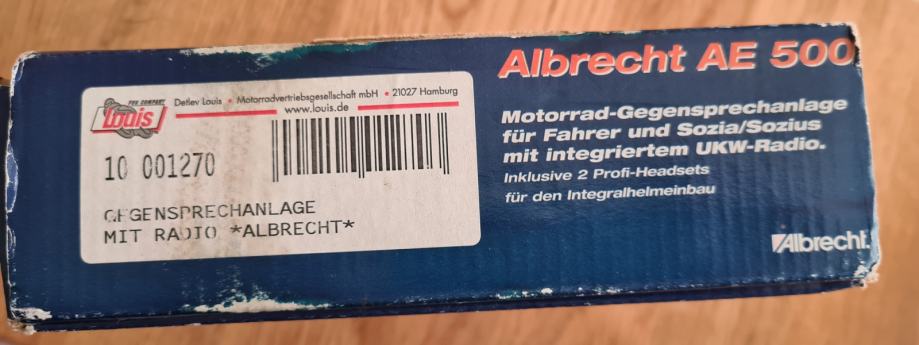 FUN COMPANY
Louis
Detlev Louis • Motorradvertriebsgesellschaft mbH • 21027 Hamburg
www.louis.de
10 001270
GEGENSPRECHANLAGE
MIT RADIO *ALBRECHT*
Albrecht AE 500
Motorrad-Gegensprechanlage
für Fahrer und Sozia/Sozius
mit integriertem UKW-Radio.
Inklusive 2 Profi-Headsets
für den Integralhelmeinbau
Albrecht